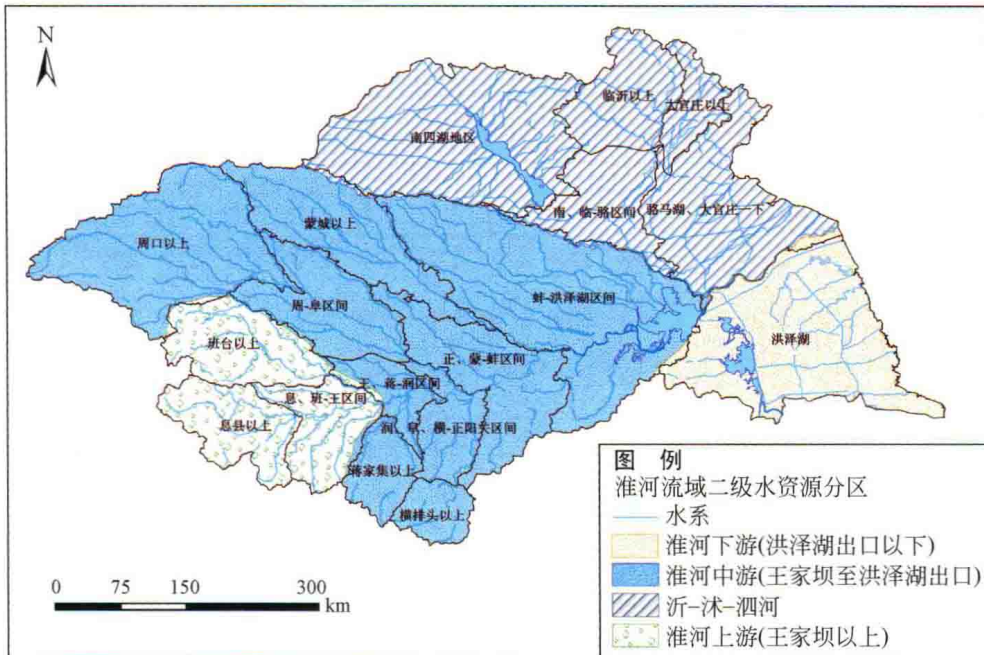 N
临沂以上
大官庄以上
南四湖地区
南、临-骆区间
骆马湖、大官庄一下
蒙城以上
周口以上
蚌-洪泽湖区间
周-阜区间
洪泽湖
班台以上
正、蒙-蚌区间
王、蒋-润区间
息、班-王区间
息县以上
润、阜、横-正阳关区间
蒋家集以上
横排头以上
0 75 150 300
km
图 例
淮河流域二级水资源分区
水系
淮河下游(洪泽湖出口以下)
淮河中游(王家坝至洪泽湖出口)
沂-沭-泗河
淮河上游(王家坝以上)